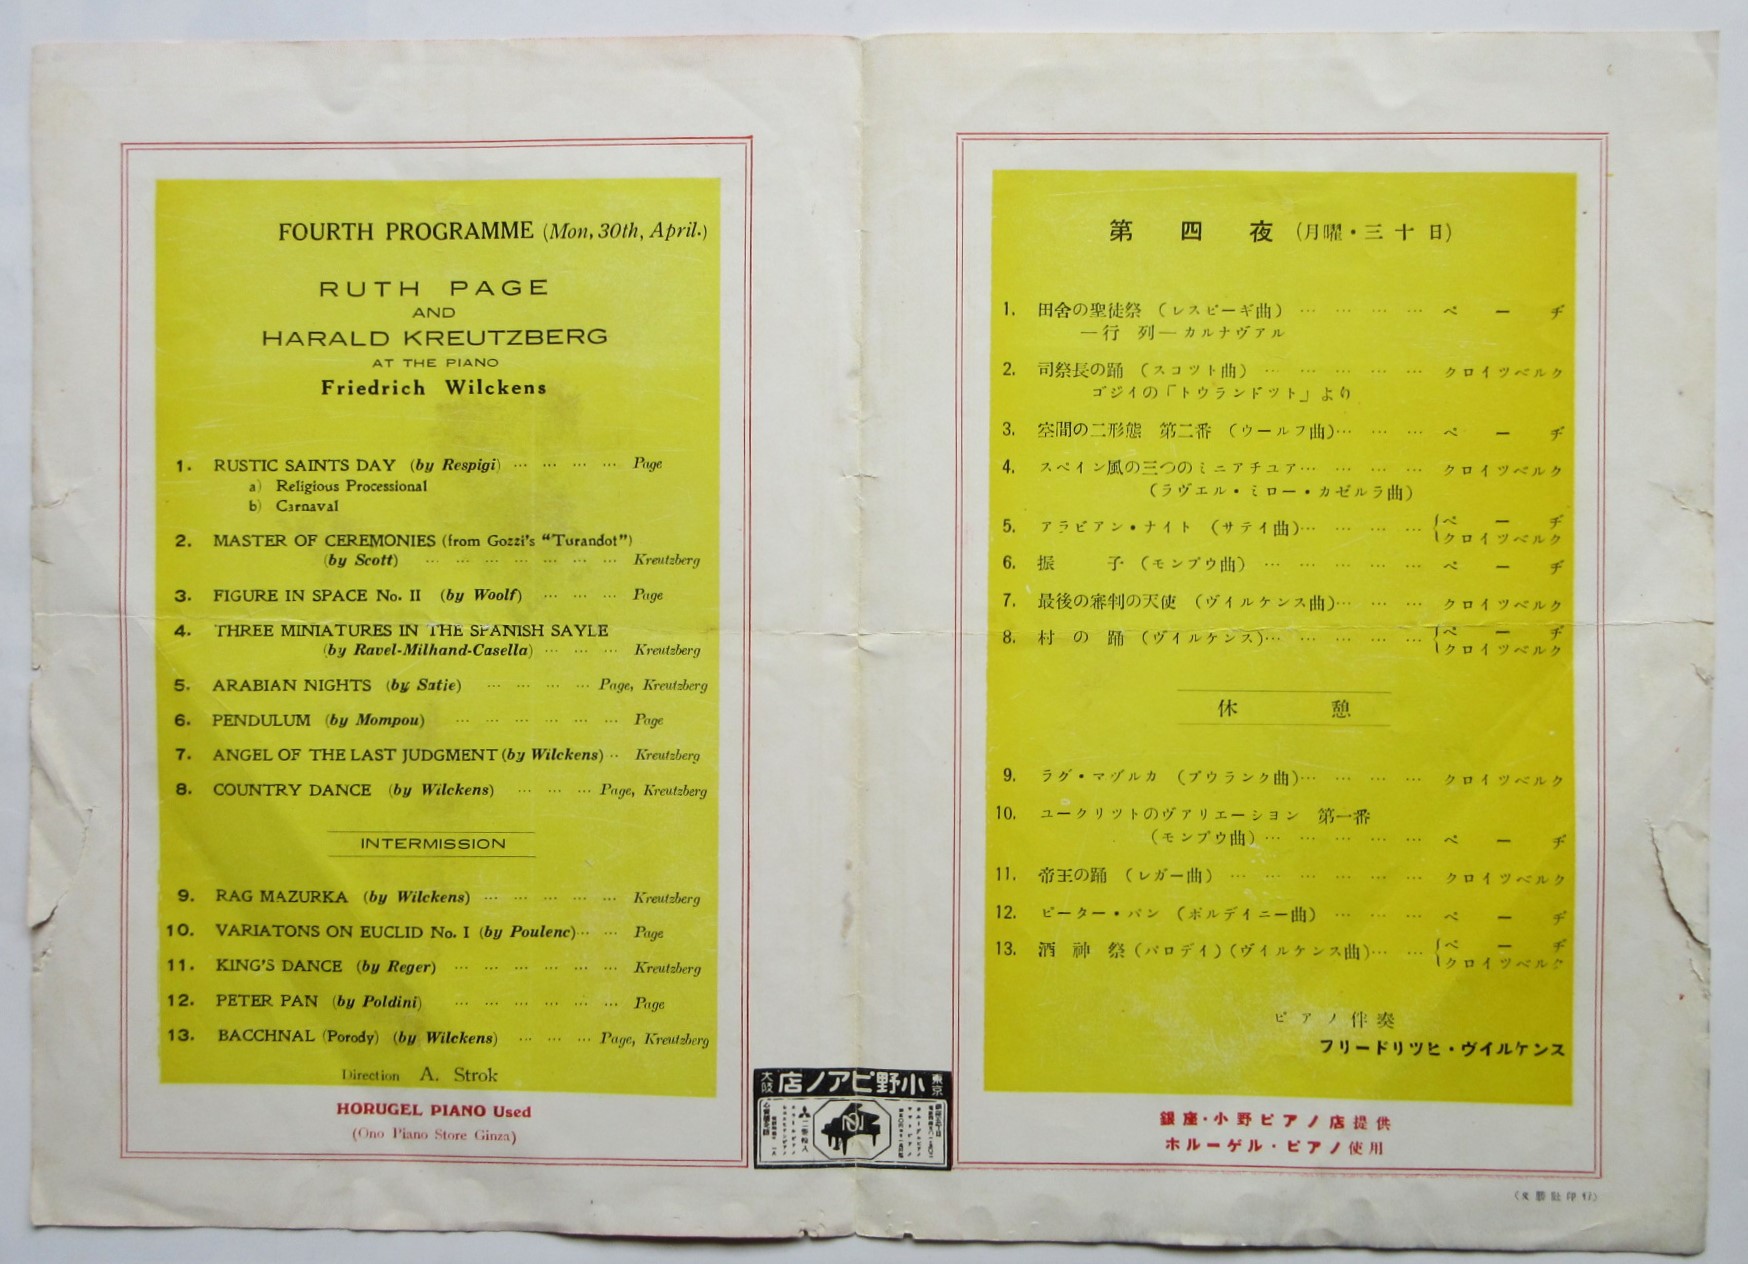 FOURTH PROGRAMME (Mon, 30th, April.)
RUTH PAGE
AND
HARALD KREUTZBERG
AT THE PIANO
Friedrich Wilckens
1. RUSTIC SAINTS DAY (by Respigi) ... ... ... ... Page
a) Religious Processional
b) Carnaval
2. MASTER OF CEREMONIES (from Gozzi's "Turandot")
(by Scott) ... ... ... ... ... ... ... Kreutzberg
3. FIGURE IN SPACE No. II (by Woolf) ... ... ... Page
4. THREE MINIATURES IN THE SPANISH SAYLE
(by Ravel-Milhand-Casella) ... ... ... Kreutzberg
5. ARABIAN NIGHTS (by Satie) ... ... ... ... Page, Kreutzberg
6. PENDULUM (by Mompou) ... ... ... ... ... ... Page
7. ANGEL OF THE LAST JUDGMENT (by Wilckens) .. Kreutzberg
8. COUNTRY DANCE (by Wilckens) ... ... ... Page, Kreutzberg
INTERMISSION
9. RAG MAZURKA (by Wilckens) ... ... ... ... ... Kreutzberg
10. VARIATONS ON EUCLID No. I (by Poulenc)... ... Page
11. KING'S DANCE (by Reger) ... ... ... ... ... ... Kreutzberg
12. PETER PAN (by Poldini) ... ... ... ... ... ... Page
13. BACCHNAL (Porody) (by Wilckens) ... ... ... Page, Kreutzberg
Direction A. Strok
HORUGEL PIANO Used
(Ono Piano Store Ginza)
第四夜 (月曜・三十日)
1. 田舎の聖徒祭 (レスピーギ曲) ... ... ... ... ペーヂ
―行列―カルナヴァル
2. 司祭長の踊 (スコツト曲) ... ... ... ... ... クロイツベルク
ゴジイの「トウランドツト」より
3. 空間の二形態 第二番 (ウールフ曲)... ... ... ペーヂ
4. スペイン風の三つのミニアチユア... ... ... ... クロイツベルク
(ラヴエル・ミロー・カゼルラ曲)
5. アラビアン・ナイト (サテイ曲)... ... ... ... {ペーヂ
クロイツベルク
6. 振子 (モンプウ曲) ... ... ... ... ... ペーヂ
7. 最後の審判の天使 (ヴイルケンス曲)... ... ... クロイツベルク
8. 村の踊 (ヴイルケンス)... ... ... ... ... {ペーヂ
クロイツベルク
休憩
9. ラグ・マヅルカ (プウランク曲)... ... ... ... クロイツベルク
10. ユークリツトのヴアリエーシヨン 第一番
(モンプウ曲) ... ... ... ... ... ペーヂ
11. 帝王の踊 (レガー曲) ... ... ... ... ... ... クロイツベルク
12. ピーター・パン (ポルデイニー曲) ... ... ... ペーヂ
13. 酒神祭 (パロデイ) (ヴイルケンス曲)... ... {ペーヂ
クロイツベルク
ピアノ伴奏
フリードリツヒ・ヴイルケンス
銀座・小野ピアノ店提供
ホルーゲル・ピアノ使用
東京 小野ピアノ店 大阪